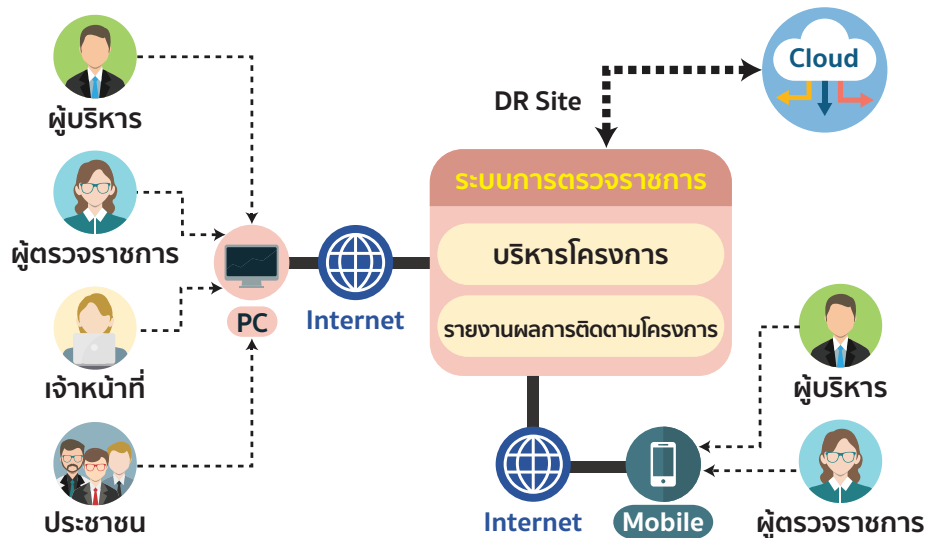 ผู้บริหาร
ผู้ตรวจราชการ
เจ้าหน้าที่
ประชาชน
PC
Internet
DR Site
Cloud
ระบบการตรวจราชการ
บริหารโครงการ
รายงานผลการติดตามโครงการ
Internet
Mobile
ผู้บริหาร
ผู้ตรวจราชการ